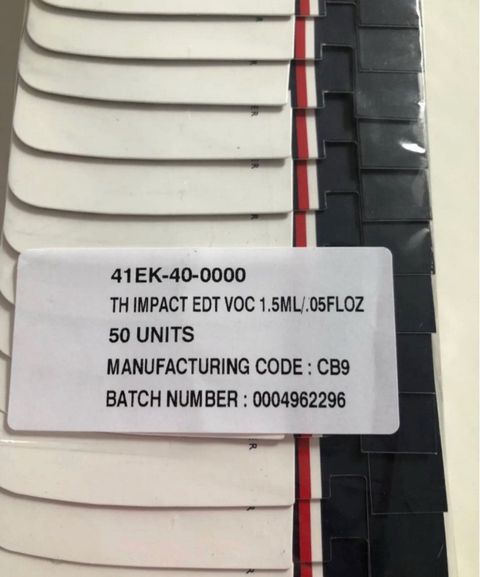 41EK-40-0000
TH IMPACT EDT VOC 1.5ML/.05FLOZ
50 UNITS
MANUFACTURING CODE : CB9
BATCH NUMBER : 0004962296